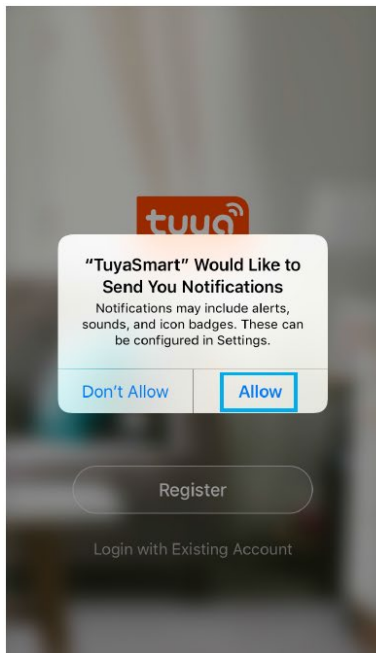 tuya
“TuyaSmart” Would Like to
Send You Notifications
Notifications may include alerts,
sounds, and icon badges. These can
be configured in Settings.
Don’t Allow
Allow
Register
Login with Existing Account